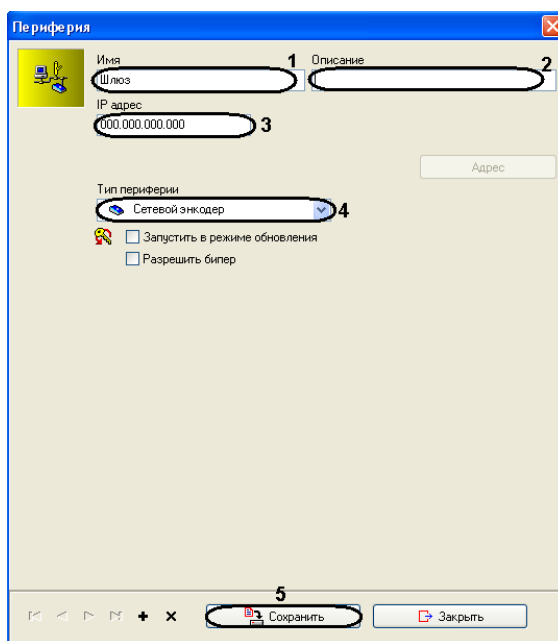 Периферия
Имя 1 Описание 2
Шлюз
IP адрес
000.000.000.000 3
Адрес
Тип периферии
Сетевой энкодер 4
Запустить в режиме обновления
Разрешить бипер
5
Сохранить Закрыть